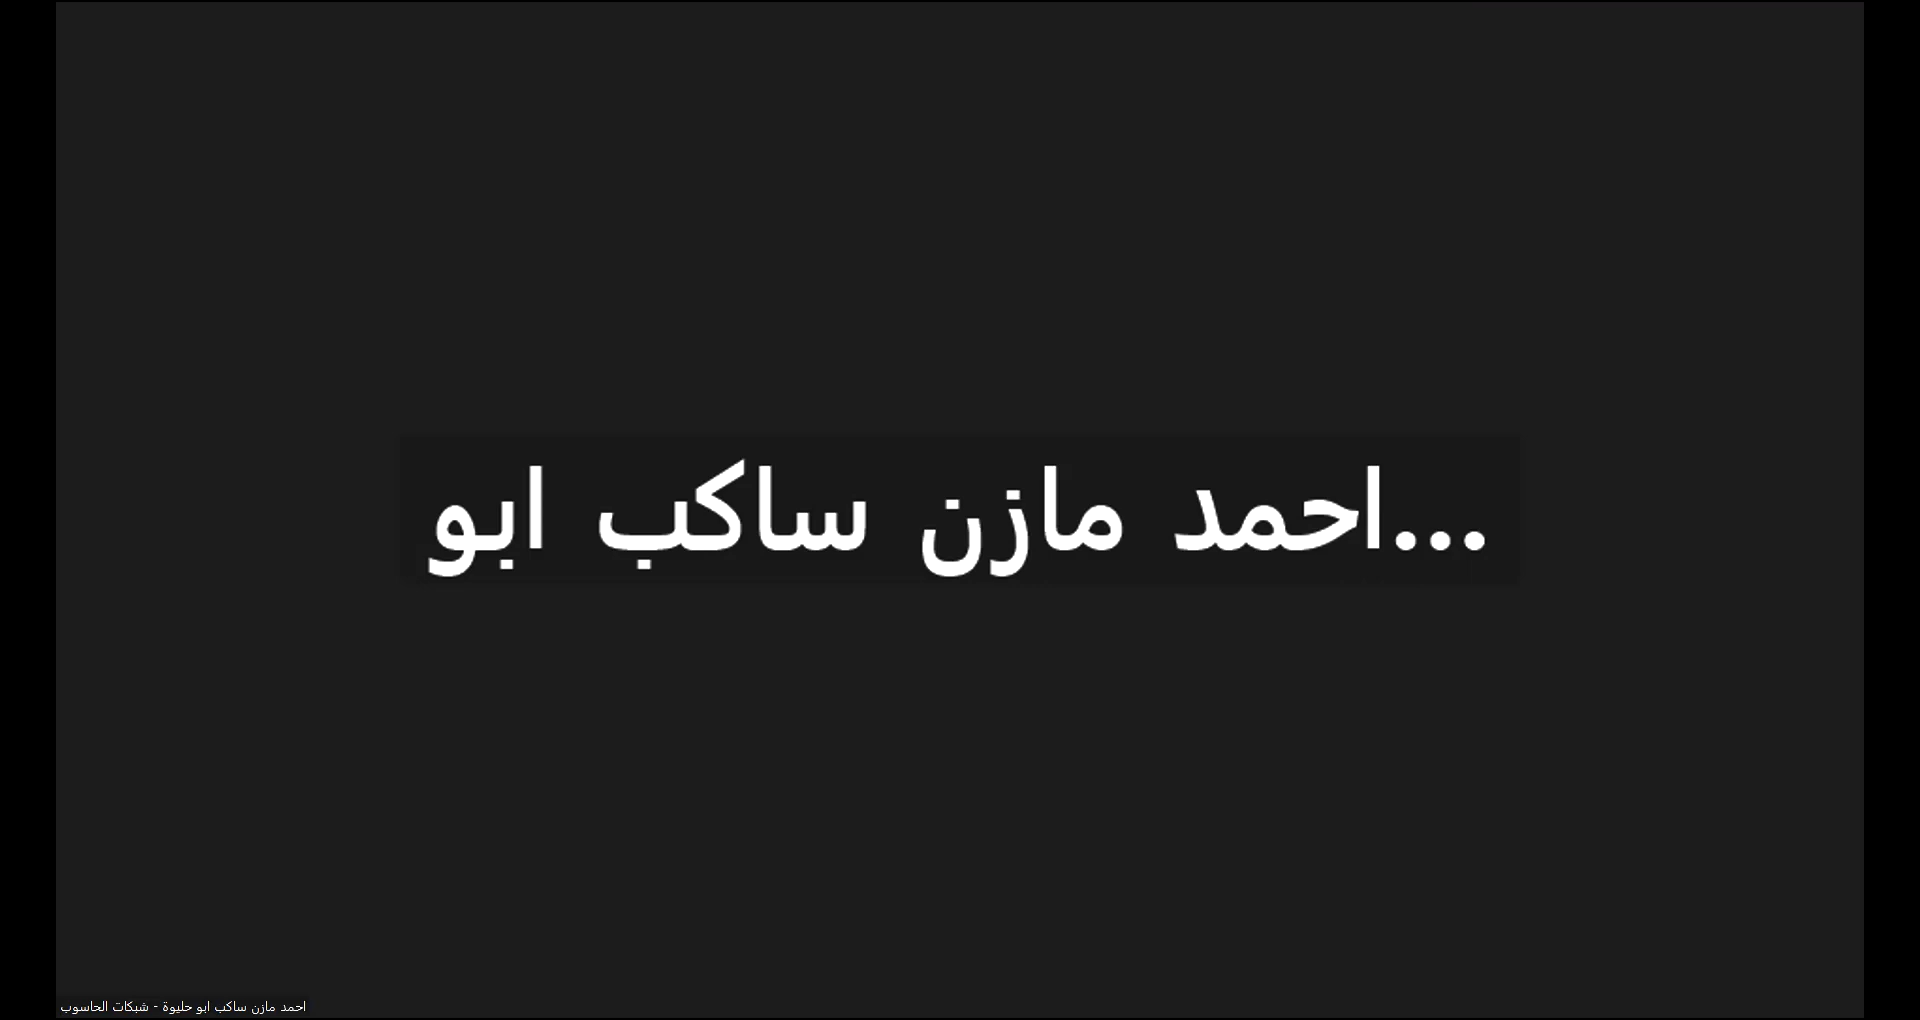 احمد مازن ساكب ابو...
احمد مازن ساكب ابو حليوة - شبكات الحاسوب